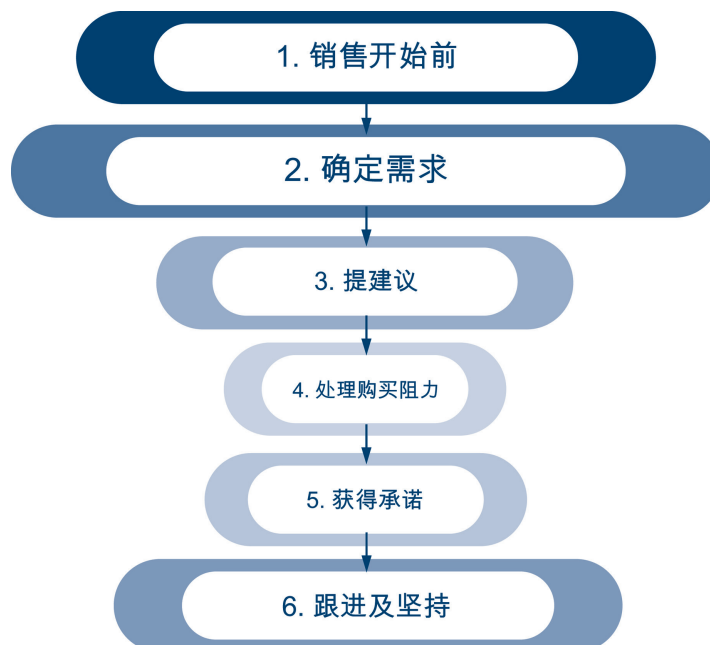 1. 销售开始前
2. 确定需求
3. 提建议
4. 处理购买阻力
5. 获得承诺
6. 跟进及坚持